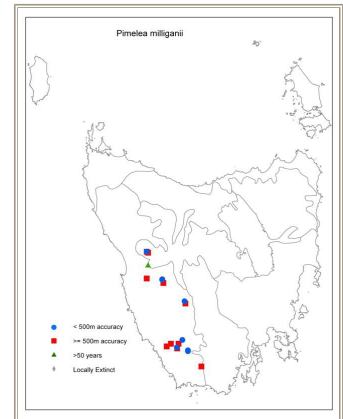 Pimelea milliganii
< 500m accuracy
>= 500m accuracy
>50 years
Locally Extinct